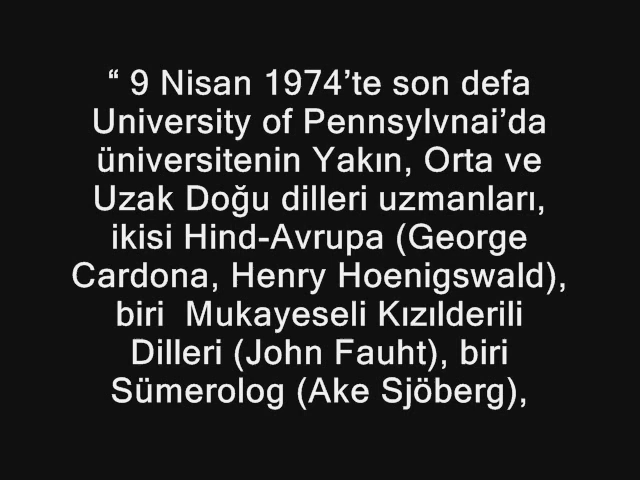 “ 9 Nisan 1974’te son defa
University of Pennsylvnai’da
üniversitenin Yakın, Orta ve
Uzak Doğu dilleri uzmanları,
ikisi Hind-Avrupa (George
Cardona, Henry Hoenigswald),
biri  Mukayeseli Kızılderili
Dilleri (John Fauht), biri
Sümerolog (Ake Sjöberg),